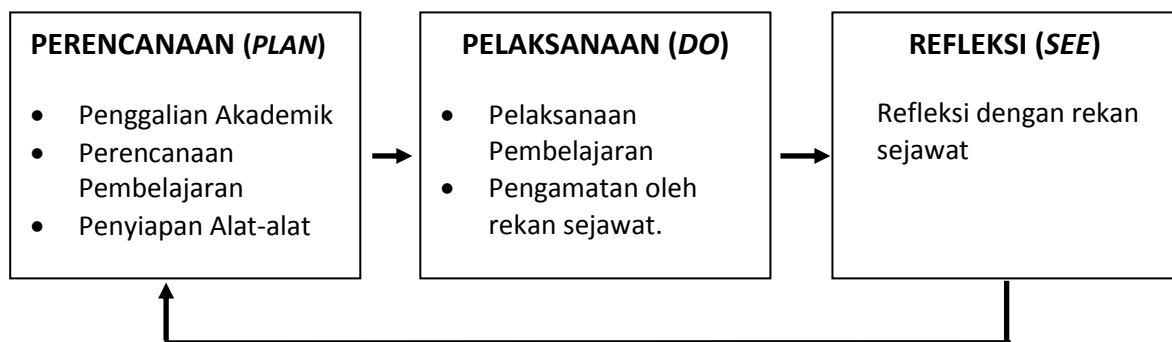 PERENCANAAN (PLAN)
• Penggalian Akademik
• Perencanaan
Pembelajaran
• Penyiapan Alat-alat
PELAKSANAAN (DO)
• Pelaksanaan
Pembelajaran
• Pengamatan oleh
rekan sejawat.
REFLEKSI (SEE)
Refleksi dengan rekan
sejawat